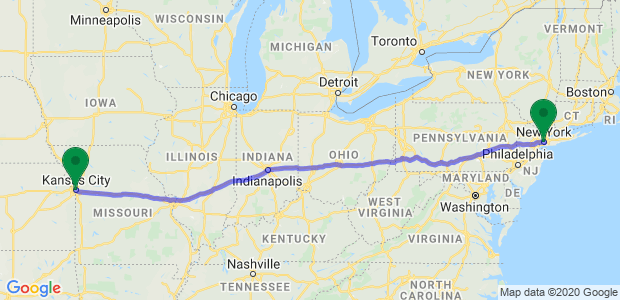 Minneapolis
WISCONSIN
MICHIGAN
Toronto
VERMONT
NEW YORK
Boston
CT
RI
Detroit
Chicago
IOWA
PENNSYLVANIA
New York
OHIO
ILLINOIS
INDIANA
Philadelphia
NJ
MARYLAND
DE
Kansas City
Indianapolis
Washington
WEST
VIRGINIA
MISSOURI
KENTUCKY
VIRGINIA
Nashville
TENNESSEE
NORTH
CAROLINA
Google
Map data ©2020 Google